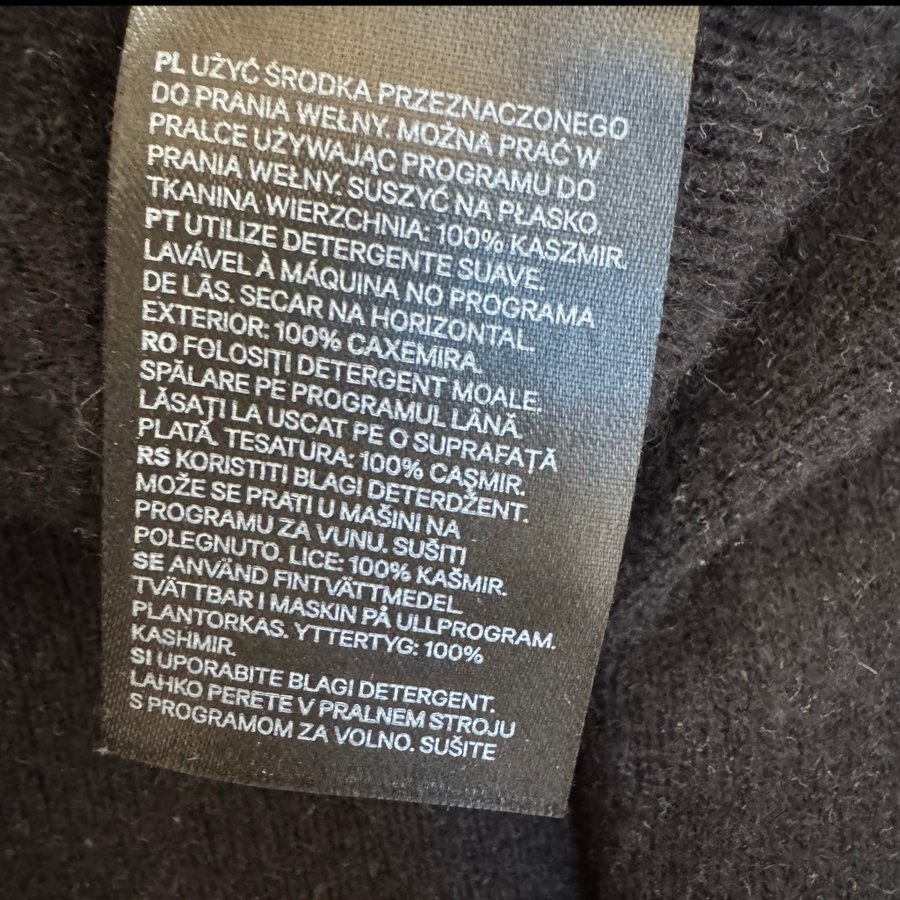 PL UŻYĆ ŚRODKA PRZEZNACZONEGO
DO PRANIA WEŁNY. MOŻNA PRAĆ W
PRALCE UŻYWAJĄC PROGRAMU DO
PRANIA WEŁNY. SUSZYĆ NA PŁASKO.
TKANINA WIERZCHNIA: 100% KASZMIR.
PT UTILIZE DETERGENTE SUAVE.
LAVÁVEL À MÁQUINA NO PROGRAMA
DE LÃS. SECAR NA HORIZONTAL.
EXTERIOR: 100% CAXEMIRA.
RO FOLOSIȚI DETERGENT MOALE.
SPĂLARE PE PROGRAMUL LÂNĂ.
LĂSAȚI LA USCAT PE O SUPRAFAȚĂ
PLATĂ. TESATURA: 100% CAȘMIR.
RS KORISTITI BLAGI DETERDŽENT.
MOŽE SE PRATI U MAŠINI NA
PROGRAMU ZA VUNU. SUŠITI
POLEGNUTO. LICE: 100% KAŠMIR.
SE ANVÄND FINTVÄTTMEDEL
TVÄTTBAR I MASKIN PÅ ULLPROGRAM.
PLANTORKAS. YTTERTYG: 100%
KASHMIR.
SI UPORABITE BLAGI DETERGENT.
LAHKO PERETE V PRALNEM STROJU
S PROGRAMOM ZA VOLNO. SUŠITE